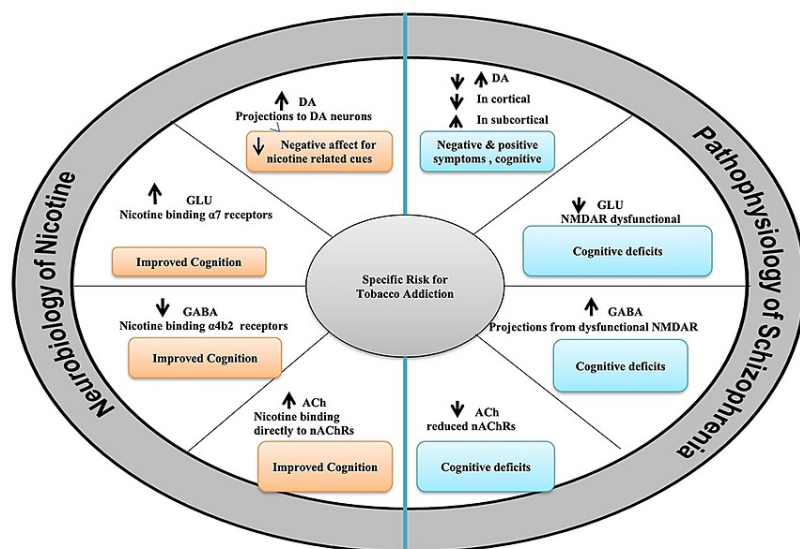 Neurobiology of Nicotine
Pathophysiology of Schizophrenia
↑ DA
Projections to DA neurons
↓ Negative affect for
nicotine related cues
↓ ↑ DA
↓ In cortical
↑ In subcortical
Negative & positive
symptoms , cognitive
↑ GLU
Nicotine binding α7 receptors
Improved Cognition
↓ GLU
NMDAR dysfunctional
Cognitive deficits
Specific Risk for
Tobacco Addiction
↓ GABA
Nicotine binding α4b2 receptors
Improved Cognition
↑ GABA
Projections from dysfunctional NMDAR
Cognitive deficits
↑ ACh
Nicotine binding
directly to nAChRs
Improved Cognition
↓ ACh
reduced nAChRs
Cognitive deficits